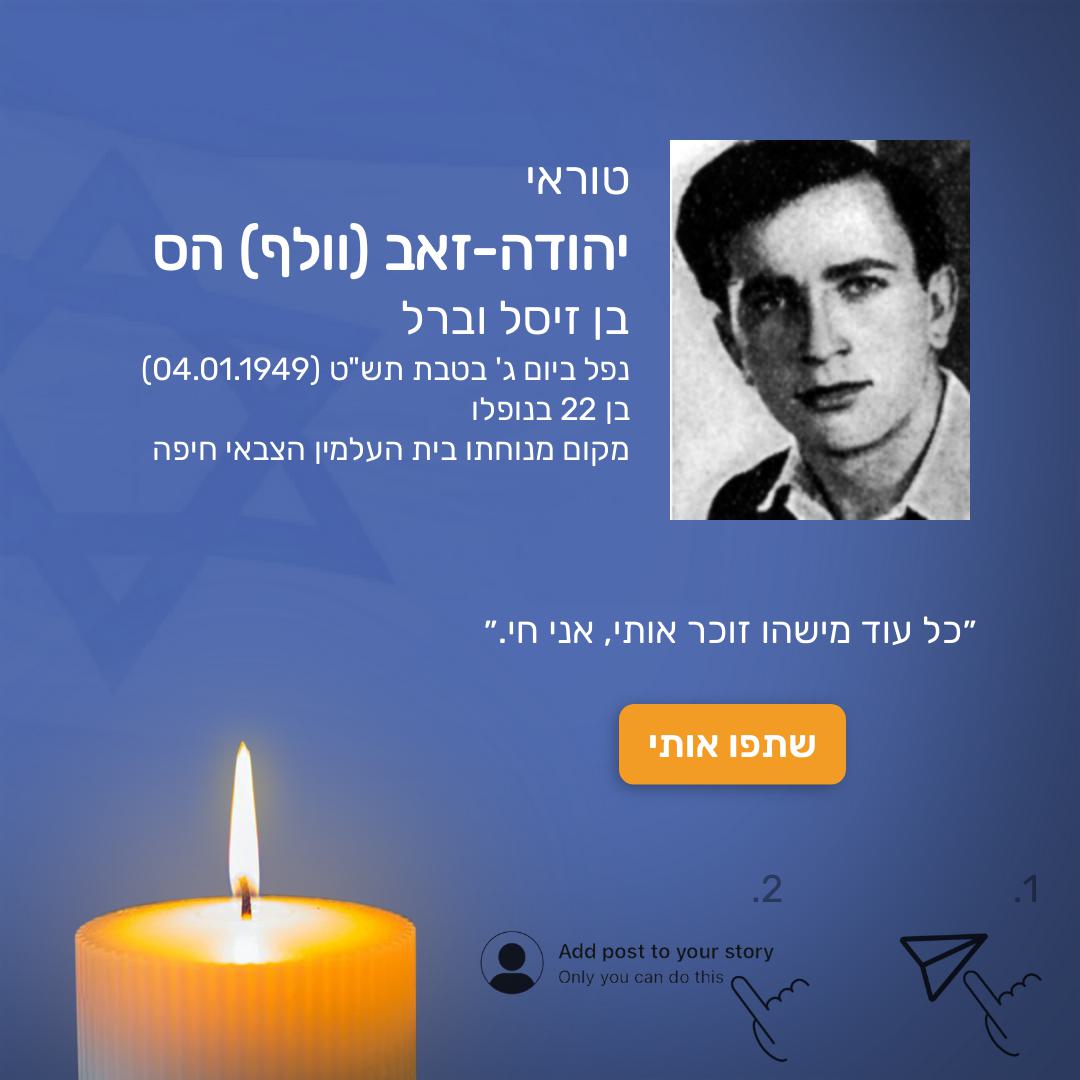 טוראי
יהודה-זאב (וולף) הס
בן זיסל וברל
נפל ביום ג' בטבת תש"ט (04.01.1949)
בן 22 בנופלו
מקום מנוחתו בית העלמין הצבאי חיפה
״כל עוד מישהו זוכר אותי, אני חי.״
שתפו אותי
1.
2.
Add post to your story
Only you can do this